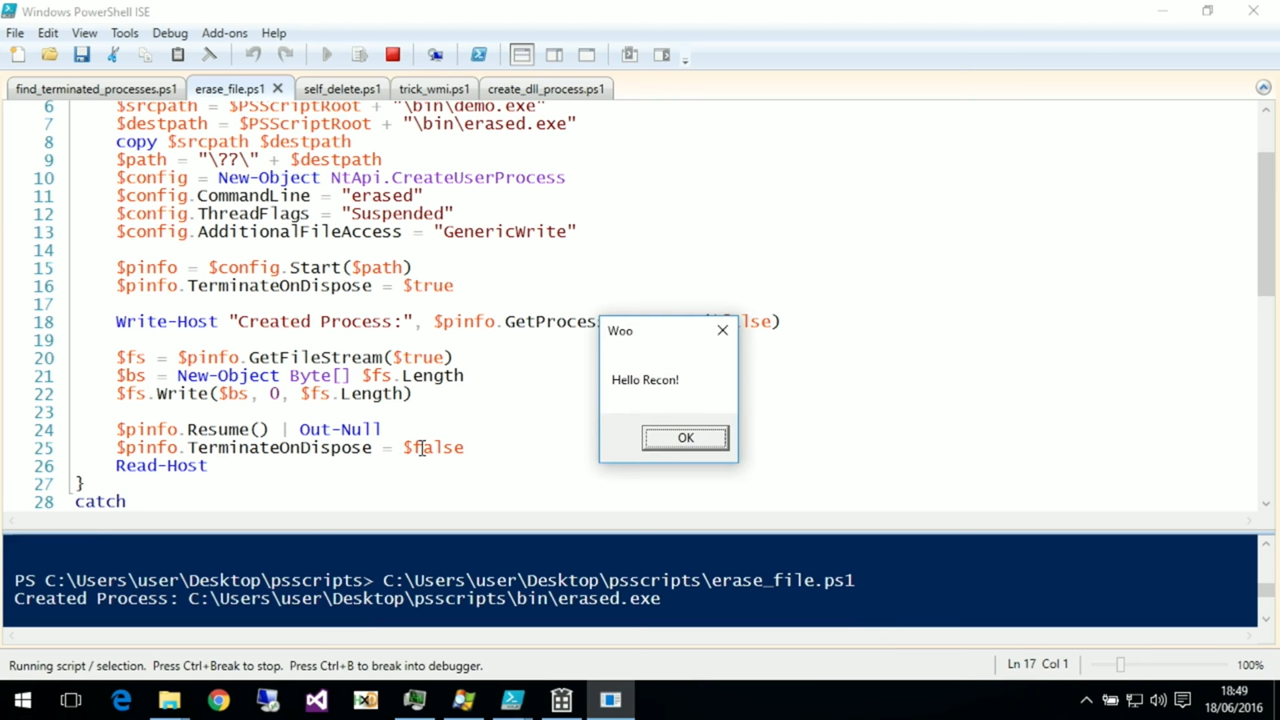 Windows PowerShell ISE
File Edit View Tools Debug Add-ons Help
find_terminated_processes.ps1 erase_file.ps1 self_delete.ps1 trick_wmi.ps1 create_dll_process.ps1
6 $srcpath = $PSScriptRoot + "\bin\demo.exe"
7 $destpath = $PSScriptRoot + "\bin\erased.exe"
8 copy $srcpath $destpath
9 $path = "\??\" + $destpath
10 $config = New-Object NtApi.CreateUserProcess
11 $config.CommandLine = "erased"
12 $config.ThreadFlags = "Suspended"
13 $config.AdditionalFileAccess = "GenericWrite"
14
15 $pinfo = $config.Start($path)
16 $pinfo.TerminateOnDispose = $true
17
18 Write-Host "Created Process:", $pinfo.GetProces lse)
19
20 $fs = $pinfo.GetFileStream($true)
21 $bs = New-Object Byte[] $fs.Length
22 $fs.Write($bs, 0, $fs.Length)
23
24 $pinfo.Resume() | Out-Null
25 $pinfo.TerminateOnDispose = $false
26 Read-Host
27 }
28 catch
Woo
Hello Recon!
OK
PS C:\Users\user\Desktop\psscripts> C:\Users\user\Desktop\psscripts\erase_file.ps1
Created Process: C:\Users\user\Desktop\psscripts\bin\erased.exe
Running script / selection. Press Ctrl+Break to stop. Press Ctrl+B to break into debugger. Ln 17 Col 1 100%
18:49
18/06/2016